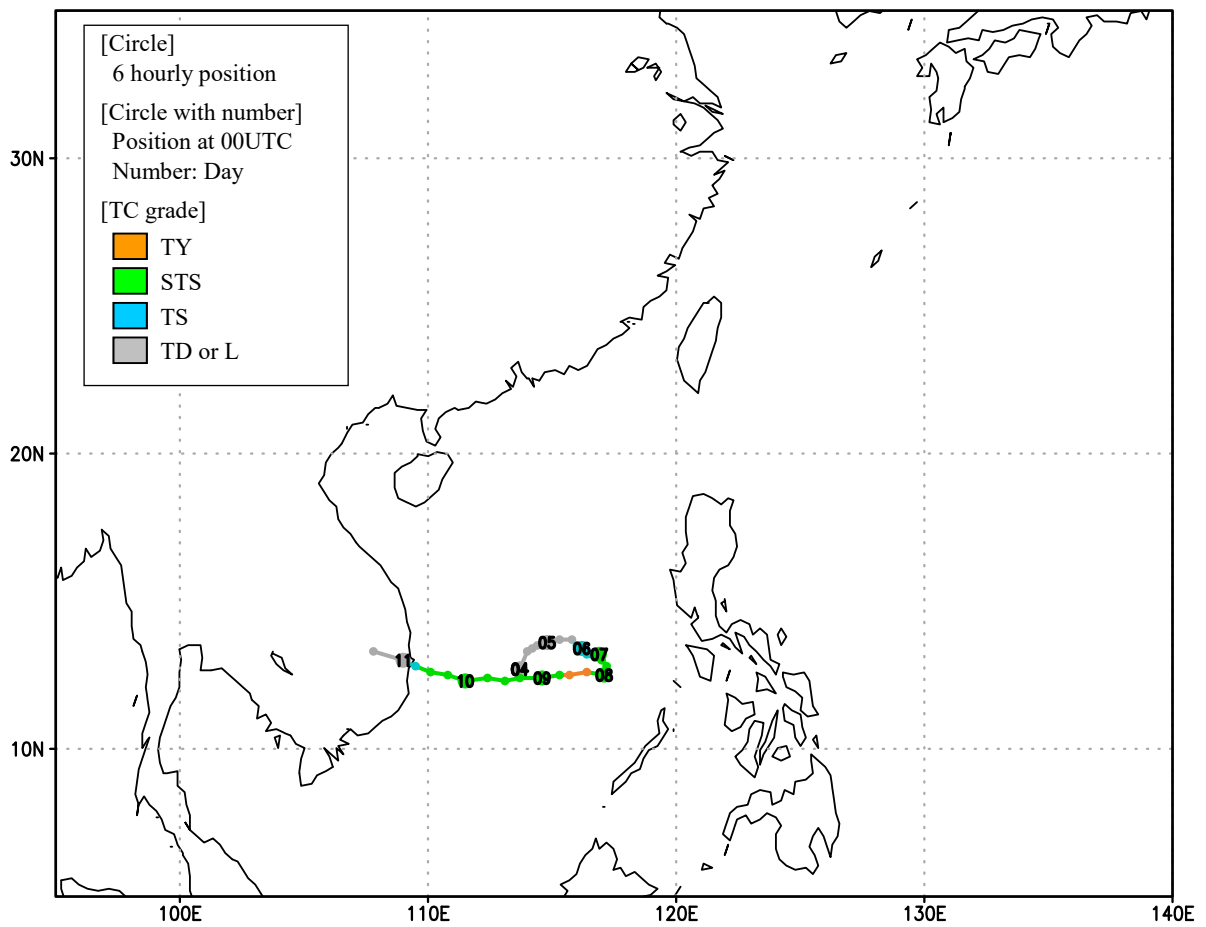 [Circle]
6 hourly position
[Circle with number]
Position at 00UTC
Number: Day
[TC grade]
TY
STS
TS
TD or L
30N
20N
10N
05
06
07
11
04
08
10
09
100E
110E
120E
130E
140E